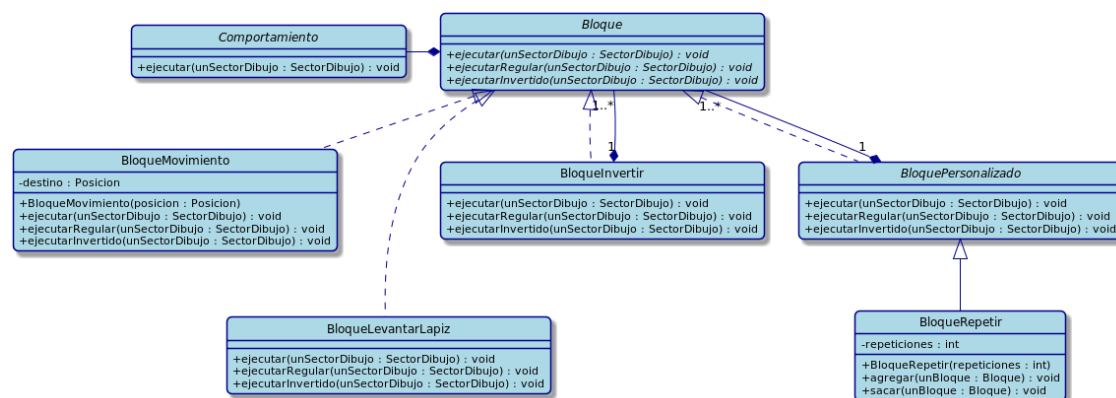 Comportamiento
+ejecutar(unSectorDibujo : SectorDibujo) : void
Bloque
+ejecutar(unSectorDibujo : SectorDibujo) : void
+ejecutarRegular(unSectorDibujo : SectorDibujo) : void
+ejecutarInvertido(unSectorDibujo : SectorDibujo) : void
1..*
1..*
1
1
BloqueMovimiento
-destino : Posicion
+BloqueMovimiento(posicion : Posicion)
+ejecutar(unSectorDibujo : SectorDibujo) : void
+ejecutarRegular(unSectorDibujo : SectorDibujo) : void
+ejecutarInvertido(unSectorDibujo : SectorDibujo) : void
BloqueInvertir
+ejecutar(unSectorDibujo : SectorDibujo) : void
+ejecutarRegular(unSectorDibujo : SectorDibujo) : void
+ejecutarInvertido(unSectorDibujo : SectorDibujo) : void
BloquePersonalizado
+ejecutar(unSectorDibujo : SectorDibujo) : void
+ejecutarRegular(unSectorDibujo : SectorDibujo) : void
+ejecutarInvertido(unSectorDibujo : SectorDibujo) : void
BloqueLevantarLapiz
+ejecutar(unSectorDibujo : SectorDibujo) : void
+ejecutarRegular(unSectorDibujo : SectorDibujo) : void
+ejecutarInvertido(unSectorDibujo : SectorDibujo) : void
BloqueRepetir
-repeticiones : int
+BloqueRepetir(repeticiones : int)
+agregar(unBloque : Bloque) : void
+sacar(unBloque : Bloque) : void